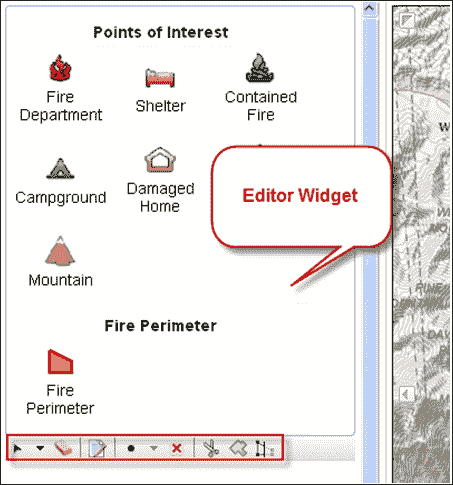 Points of Interest
Fire
Department
Shelter
Contained
Fire
Campground
Damaged
Home
Editor Widget
Mountain
Fire Perimeter
Fire
Perimeter